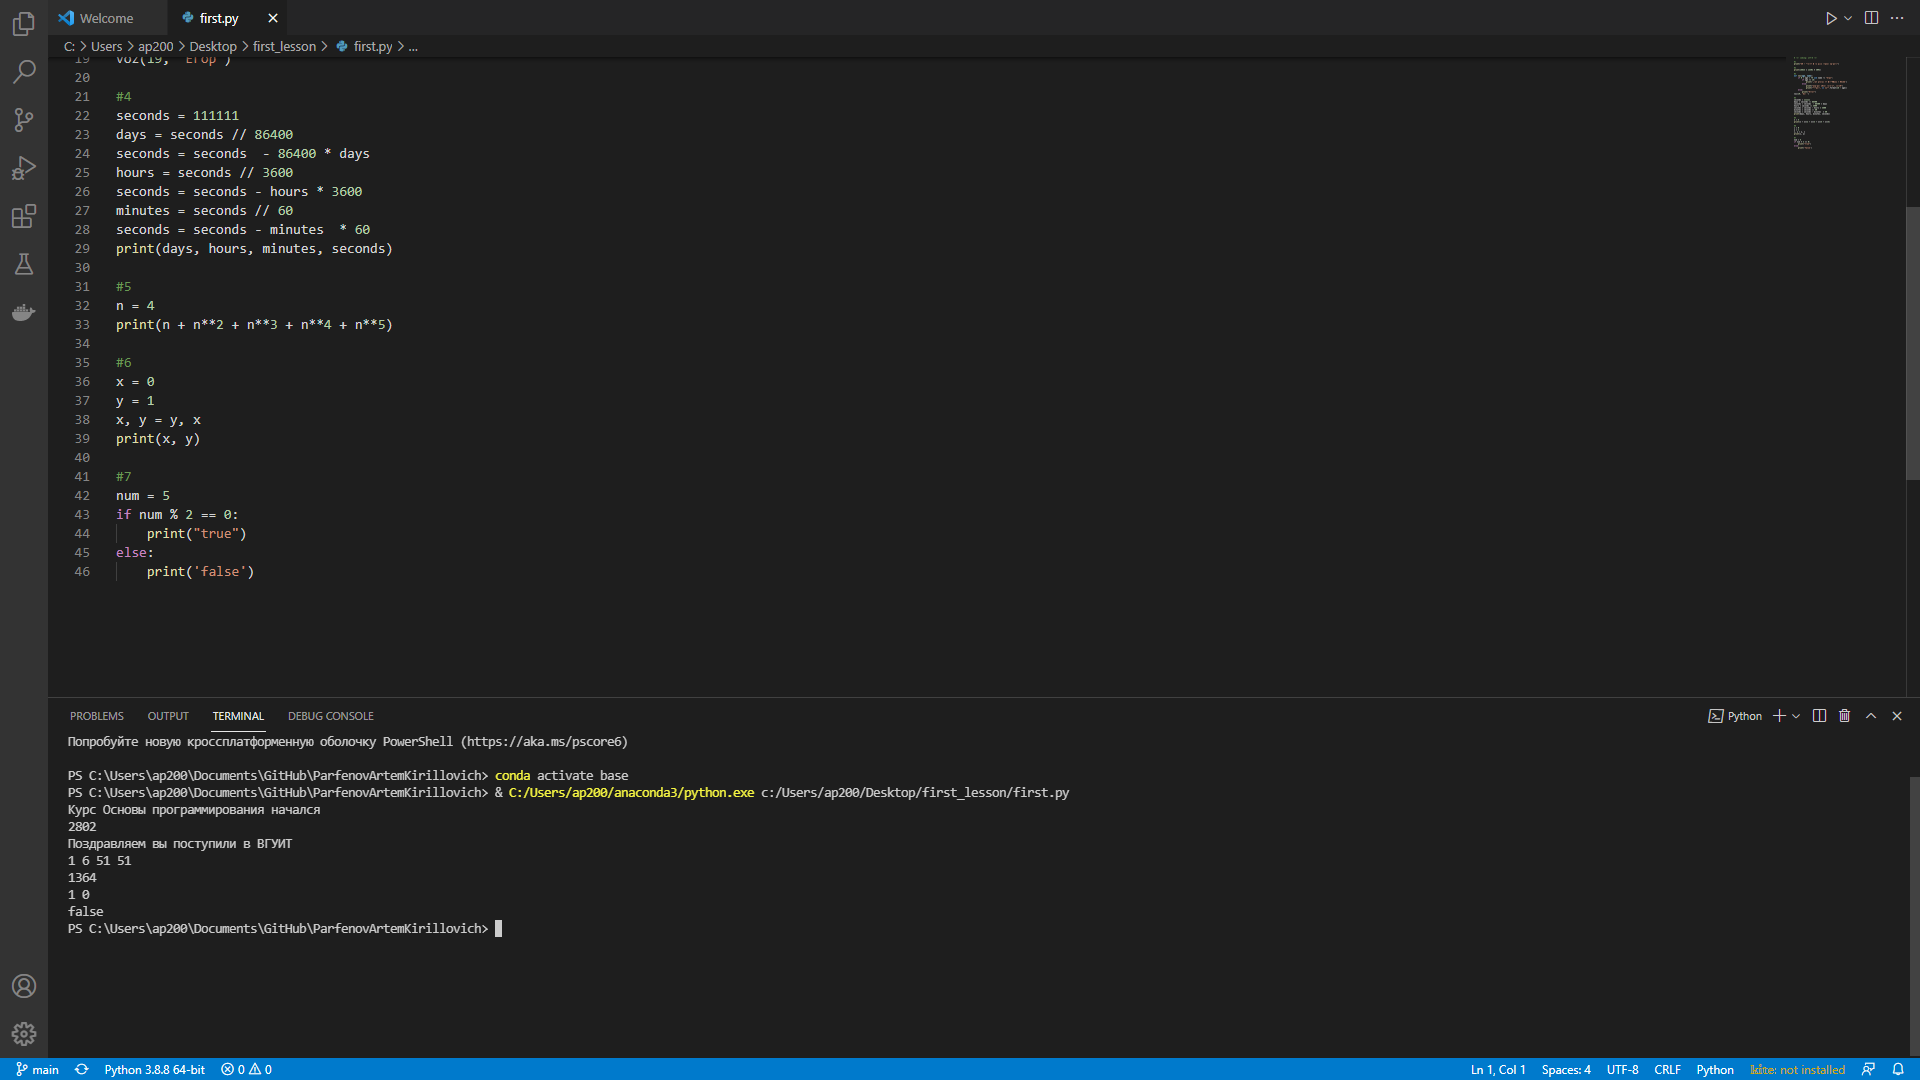 Welcome
first.py
C: > Users > ap200 > Desktop > first_lesson > first.py > ...
19 voz(19, "Егор")
20
21 #4
22 seconds = 111111
23 days = seconds // 86400
24 seconds = seconds  - 86400 * days
25 hours = seconds // 3600
26 seconds = seconds - hours * 3600
27 minutes = seconds // 60
28 seconds = seconds - minutes  * 60
29 print(days, hours, minutes, seconds)
30
31 #5
32 n = 4
33 print(n + n**2 + n**3 + n**4 + n**5)
34
35 #6
36 x = 0
37 y = 1
38 x, y = y, x
39 print(x, y)
40
41 #7
42 num = 5
43 if num % 2 == 0:
44     print("true")
45 else:
46     print('false')
PROBLEMS OUTPUT TERMINAL DEBUG CONSOLE
Python
Попробуйте новую кроссплатформенную оболочку PowerShell (https://aka.ms/pscore6)
PS C:\Users\ap200\Documents\GitHub\ParfenovArtemKirillovich> conda activate base
PS C:\Users\ap200\Documents\GitHub\ParfenovArtemKirillovich> & C:/Users/ap200/anaconda3/python.exe c:/Users/ap200/Desktop/first_lesson/first.py
Курс Основы программирования начался
2802
Поздравляем вы поступили в ВГУИТ
1 6 51 51
1364
1 0
false
PS C:\Users\ap200\Documents\GitHub\ParfenovArtemKirillovich>
main Python 3.8.8 64-bit 0 0 Ln 1, Col 1 Spaces: 4 UTF-8 CRLF Python kite: not installed